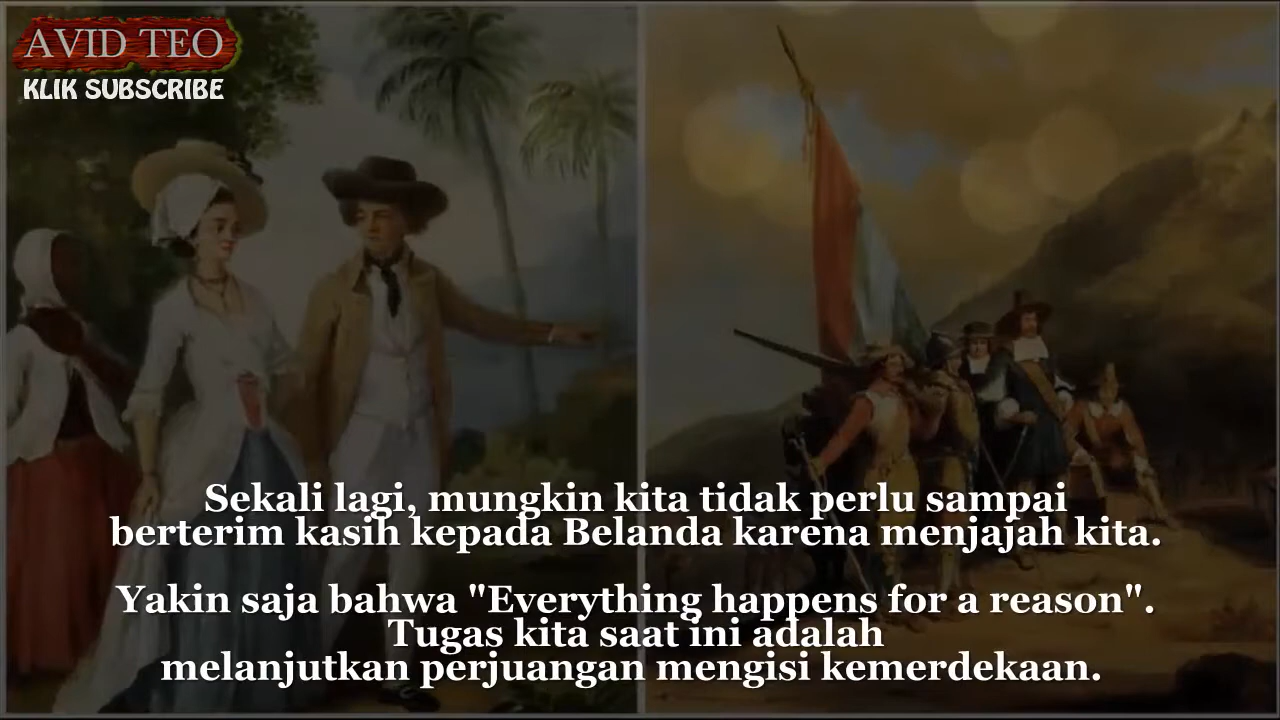 AVID TEO
KLIK SUBSCRIBE
Sekali lagi, mungkin kita tidak perlu sampai
berterim kasih kepada Belanda karena menjajah kita.
Yakin saja bahwa "Everything happens for a reason".
Tugas kita saat ini adalah
melanjutkan perjuangan mengisi kemerdekaan.